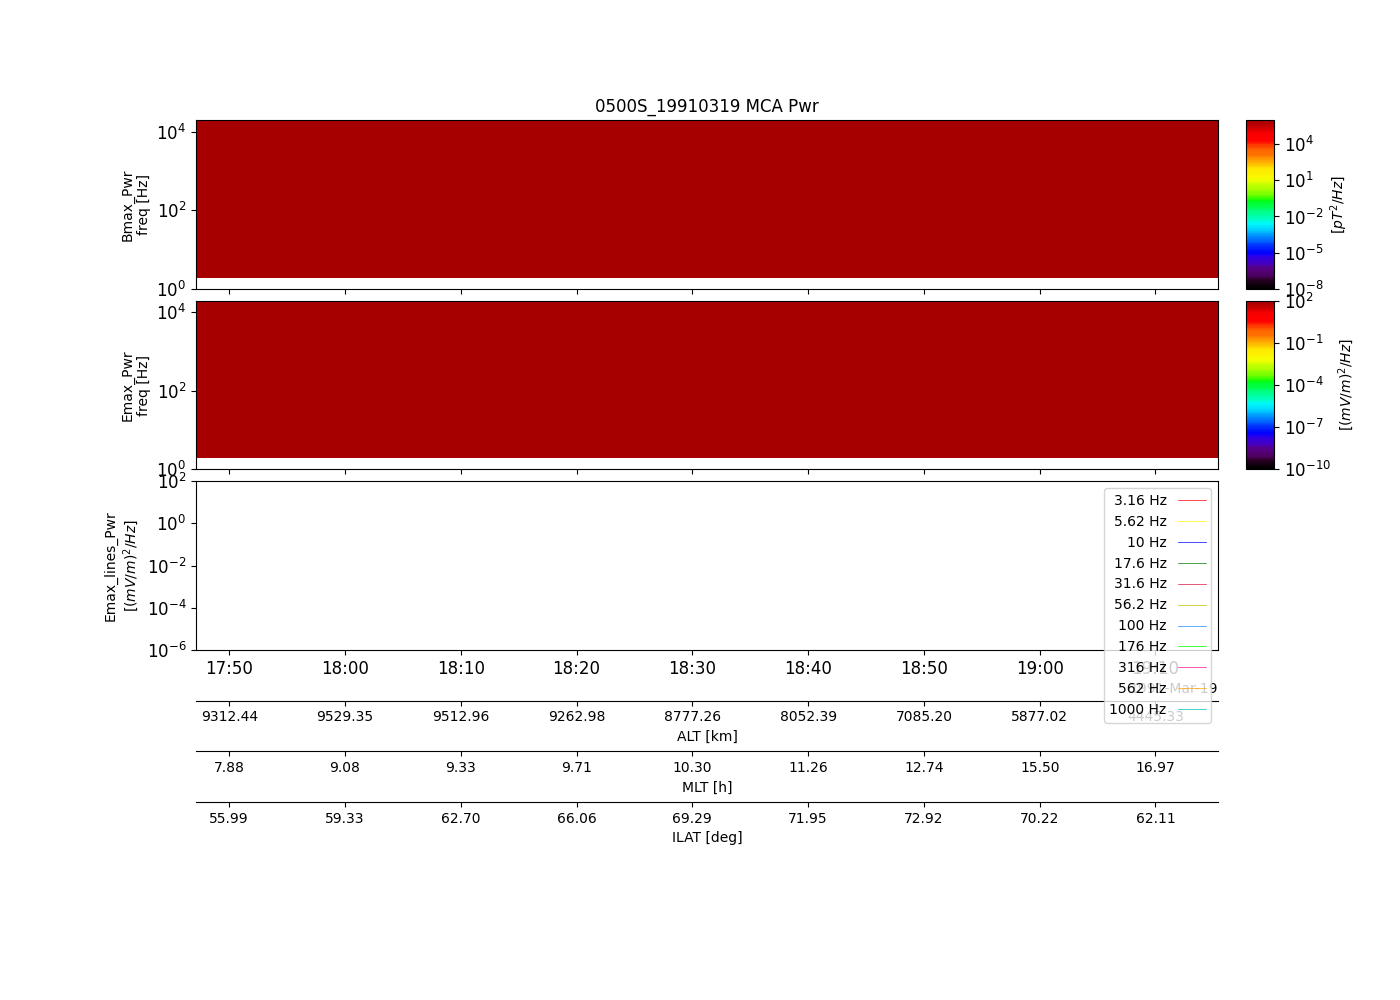 0500S_19910319 MCA Pwr
10^4
10^2
10^0
Bmax_Pwr
freq [Hz]
10^4
10^1
10^-2
10^-5
10^-8
[pT^2/Hz]
10^4
10^2
10^0
Emax_Pwr
freq [Hz]
10^2
10^-1
10^-4
10^-7
10^-10
[(mV/m)^2/Hz]
10^2
10^0
10^-2
10^-4
10^-6
Emax_lines_Pwr
[(mV/m)^2/Hz]
3.16 Hz
5.62 Hz
10 Hz
17.6 Hz
31.6 Hz
56.2 Hz
100 Hz
176 Hz
316 Hz
562 Hz
1000 Hz
17:50 18:00 18:10 18:20 18:30 18:40 18:50 19:00 19:10
Mar 19
9312.44 9529.35 9512.96 9262.98 8777.26 8052.39 7085.20 5877.02 4445.33
ALT [km]
7.88 9.08 9.33 9.71 10.30 11.26 12.74 15.50 16.97
MLT [h]
55.99 59.33 62.70 66.06 69.29 71.95 72.92 70.22 62.11
ILAT [deg]